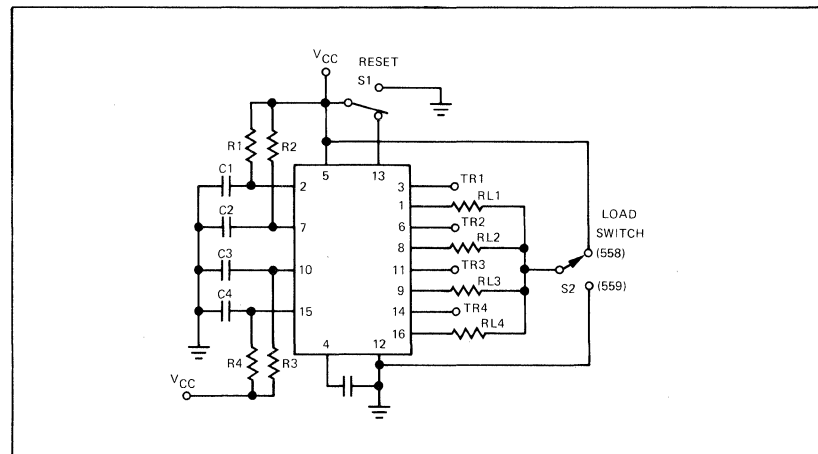 VCC
RESET
S1
R1
R2
C1
C2
C3
C4
5
13
2
7
10
15
3
1
6
8
11
9
14
16
4
12
TR1
RL1
TR2
RL2
TR3
RL3
TR4
RL4
LOAD
SWITCH
(558)
S2
(559)
R4
R3
VCC